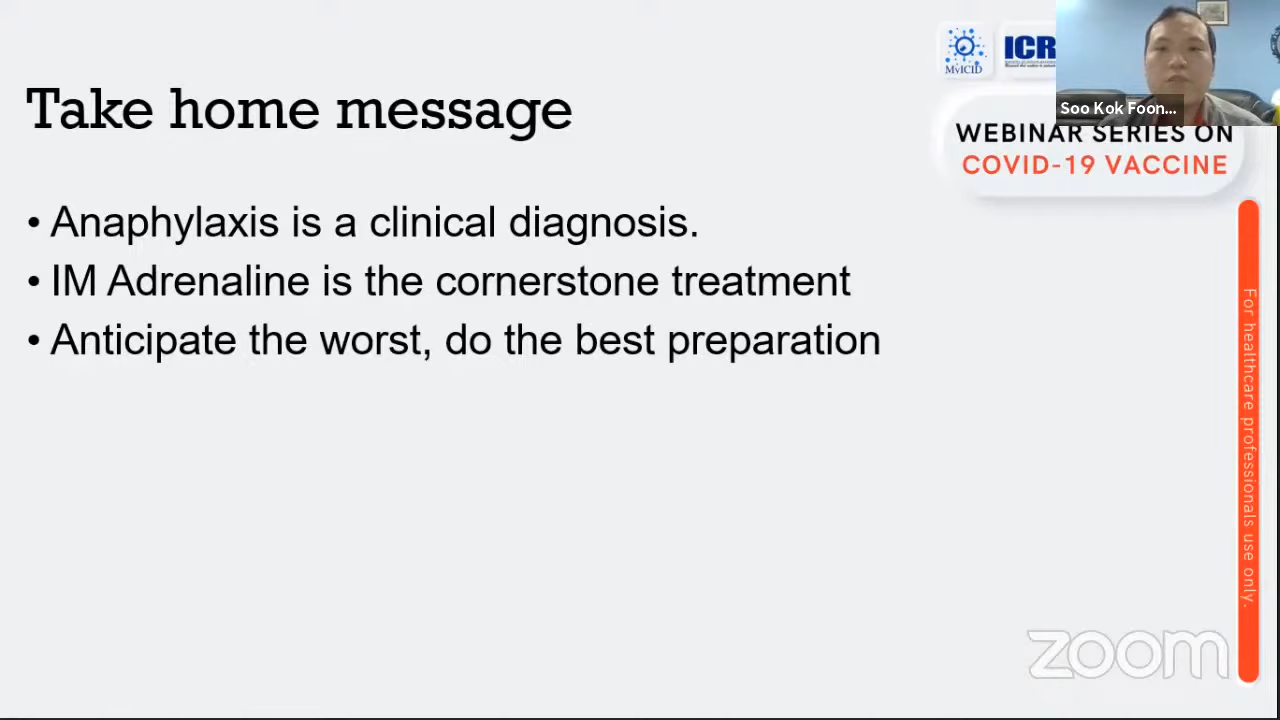 Take home message
• Anaphylaxis is a clinical diagnosis.
• IM Adrenaline is the cornerstone treatment
• Anticipate the worst, do the best preparation
MyICID
ICR
Soo Kok Foon...
WEBINAR SERIES ON
COVID-19 VACCINE
For healthcare professionals use only.
zoom